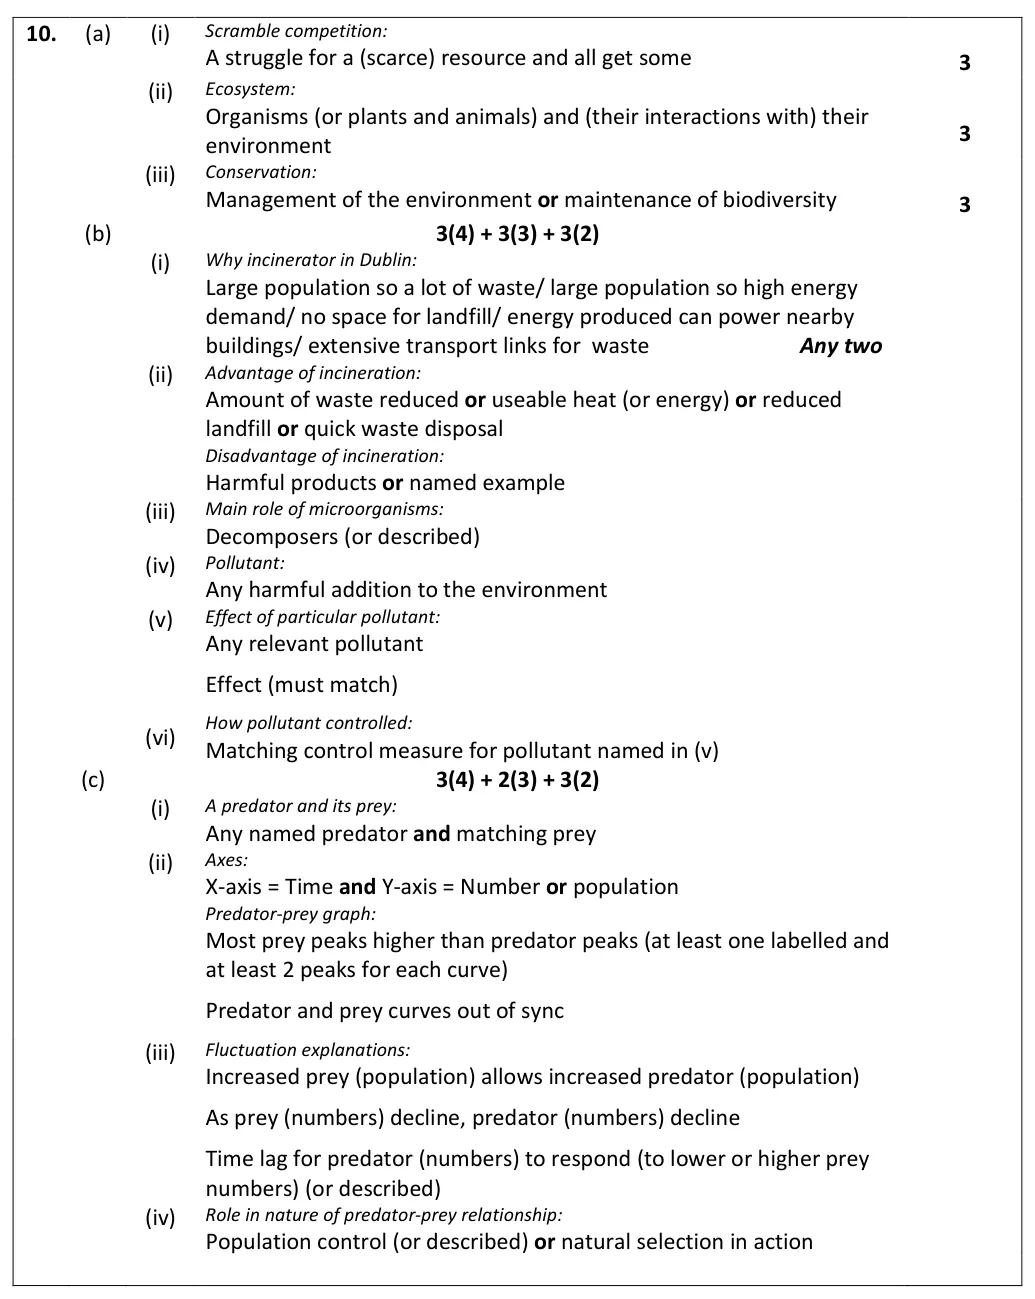 10. (a) (i) Scramble competition:
A struggle for a (scarce) resource and all get some 3
(ii) Ecosystem:
Organisms (or plants and animals) and (their interactions with) their
environment 3
(iii) Conservation:
Management of the environment or maintenance of biodiversity 3
(b) 3(4) + 3(3) + 3(2)
(i) Why incinerator in Dublin:
Large population so a lot of waste/ large population so high energy
demand/ no space for landfill/ energy produced can power nearby
buildings/ extensive transport links for waste Any two
(ii) Advantage of incineration:
Amount of waste reduced or useable heat (or energy) or reduced
landfill or quick waste disposal
Disadvantage of incineration:
Harmful products or named example
(iii) Main role of microorganisms:
Decomposers (or described)
(iv) Pollutant:
Any harmful addition to the environment
(v) Effect of particular pollutant:
Any relevant pollutant
Effect (must match)
(vi) How pollutant controlled:
Matching control measure for pollutant named in (v)
(c) 3(4) + 2(3) + 3(2)
(i) A predator and its prey:
Any named predator and matching prey
(ii) Axes:
X-axis = Time and Y-axis = Number or population
Predator-prey graph:
Most prey peaks higher than predator peaks (at least one labelled and
at least 2 peaks for each curve)
Predator and prey curves out of sync
(iii) Fluctuation explanations:
Increased prey (population) allows increased predator (population)
As prey (numbers) decline, predator (numbers) decline
Time lag for predator (numbers) to respond (to lower or higher prey
numbers) (or described)
(iv) Role in nature of predator-prey relationship:
Population control (or described) or natural selection in action